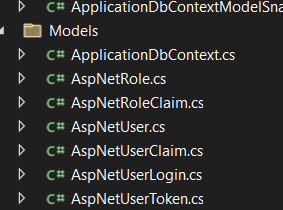 ApplicationDbContextModelSna
Models
C# ApplicationDbContext.cs
C# AspNetRole.cs
C# AspNetRoleClaim.cs
C# AspNetUser.cs
C# AspNetUserClaim.cs
C# AspNetUserLogin.cs
C# AspNetUserToken.cs